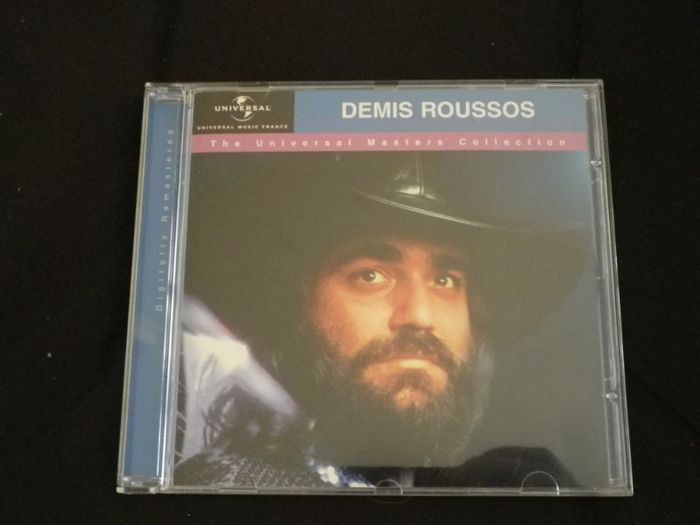 UNIVERSAL
UNIVERSAL MUSIC FRANCE
DEMIS ROUSSOS
The Universal Masters Collection
Digitally Remastered